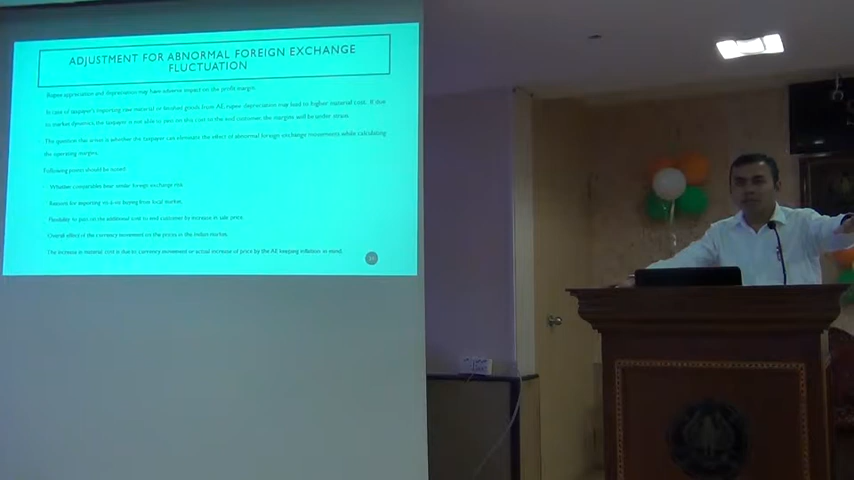 ADJUSTMENT FOR ABNORMAL FOREIGN EXCHANGE
FLUCTUATION
Rupee appreciation and depreciation may have adverse impact on the profit margin.
In case of taxpayer's importing raw material or finished goods from AE, rupee depreciation may lead to higher material cost. If due
to market dynamics, the taxpayer is not able to pass on this cost to the end customer, the margins will be under strain.
The question that arises is whether the taxpayer can eliminate the effect of abnormal foreign exchange movements while calculating
the operating margins.
Following points should be noted:
Whether comparables bear similar foreign exchange risk
Reasons for importing vis-à-vis buying from local market.
Flexibility to pass on the additional cost to end customer by increase in sale price.
Overall effect of the currency movement on the prices in the Indian market.
The increase in material cost is due to currency movement or actual increase of price by the AE keeping inflation in mind.